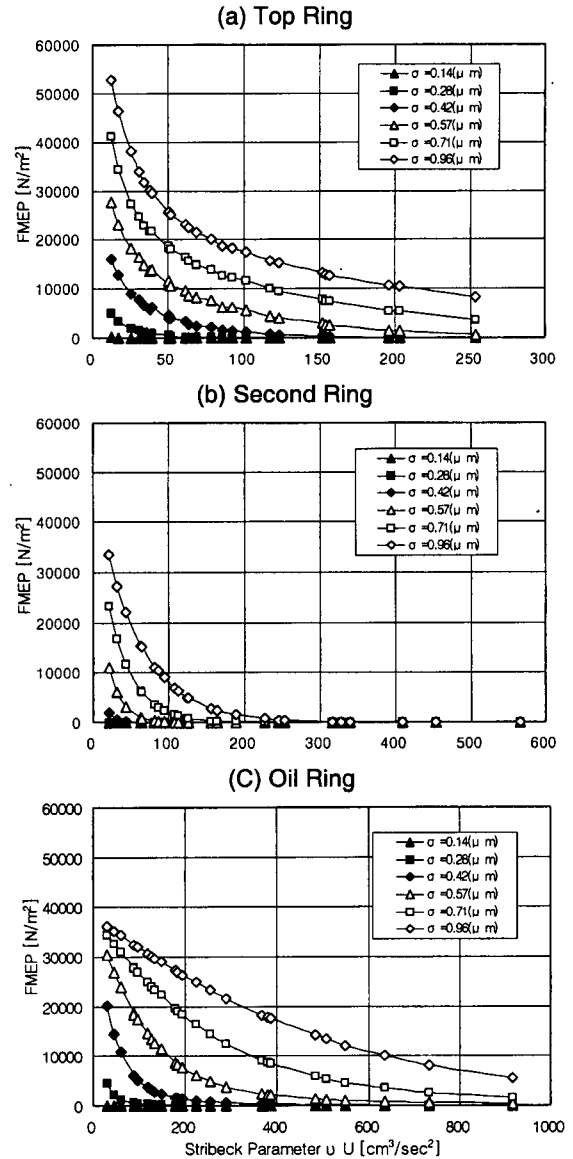 (a) Top Ring
60000
50000
40000
30000
20000
10000
0
FMEP [N/m²]
σ =0.14(μ m)
σ =0.28(μ m)
σ =0.42(μ m)
σ =0.57(μ m)
σ =0.71(μ m)
σ =0.96(μ m)
0 50 100 150 200 250 300
(b) Second Ring
60000
50000
40000
30000
20000
10000
0
FMEP [N/m²]
σ =0.14(μ m)
σ =0.28(μ m)
σ =0.42(μ m)
σ =0.57(μ m)
σ =0.71(μ m)
σ =0.96(μ m)
0 100 200 300 400 500 600
(C) Oil Ring
60000
50000
40000
30000
20000
10000
0
FMEP [N/m²]
σ =0.14(μ m)
σ =0.28(μ m)
σ =0.42(μ m)
σ =0.57(μ m)
σ =0.71(μ m)
σ =0.96(μ m)
0 200 400 600 800 1000
Stribeck Parameter υ U [cm³/sec²]